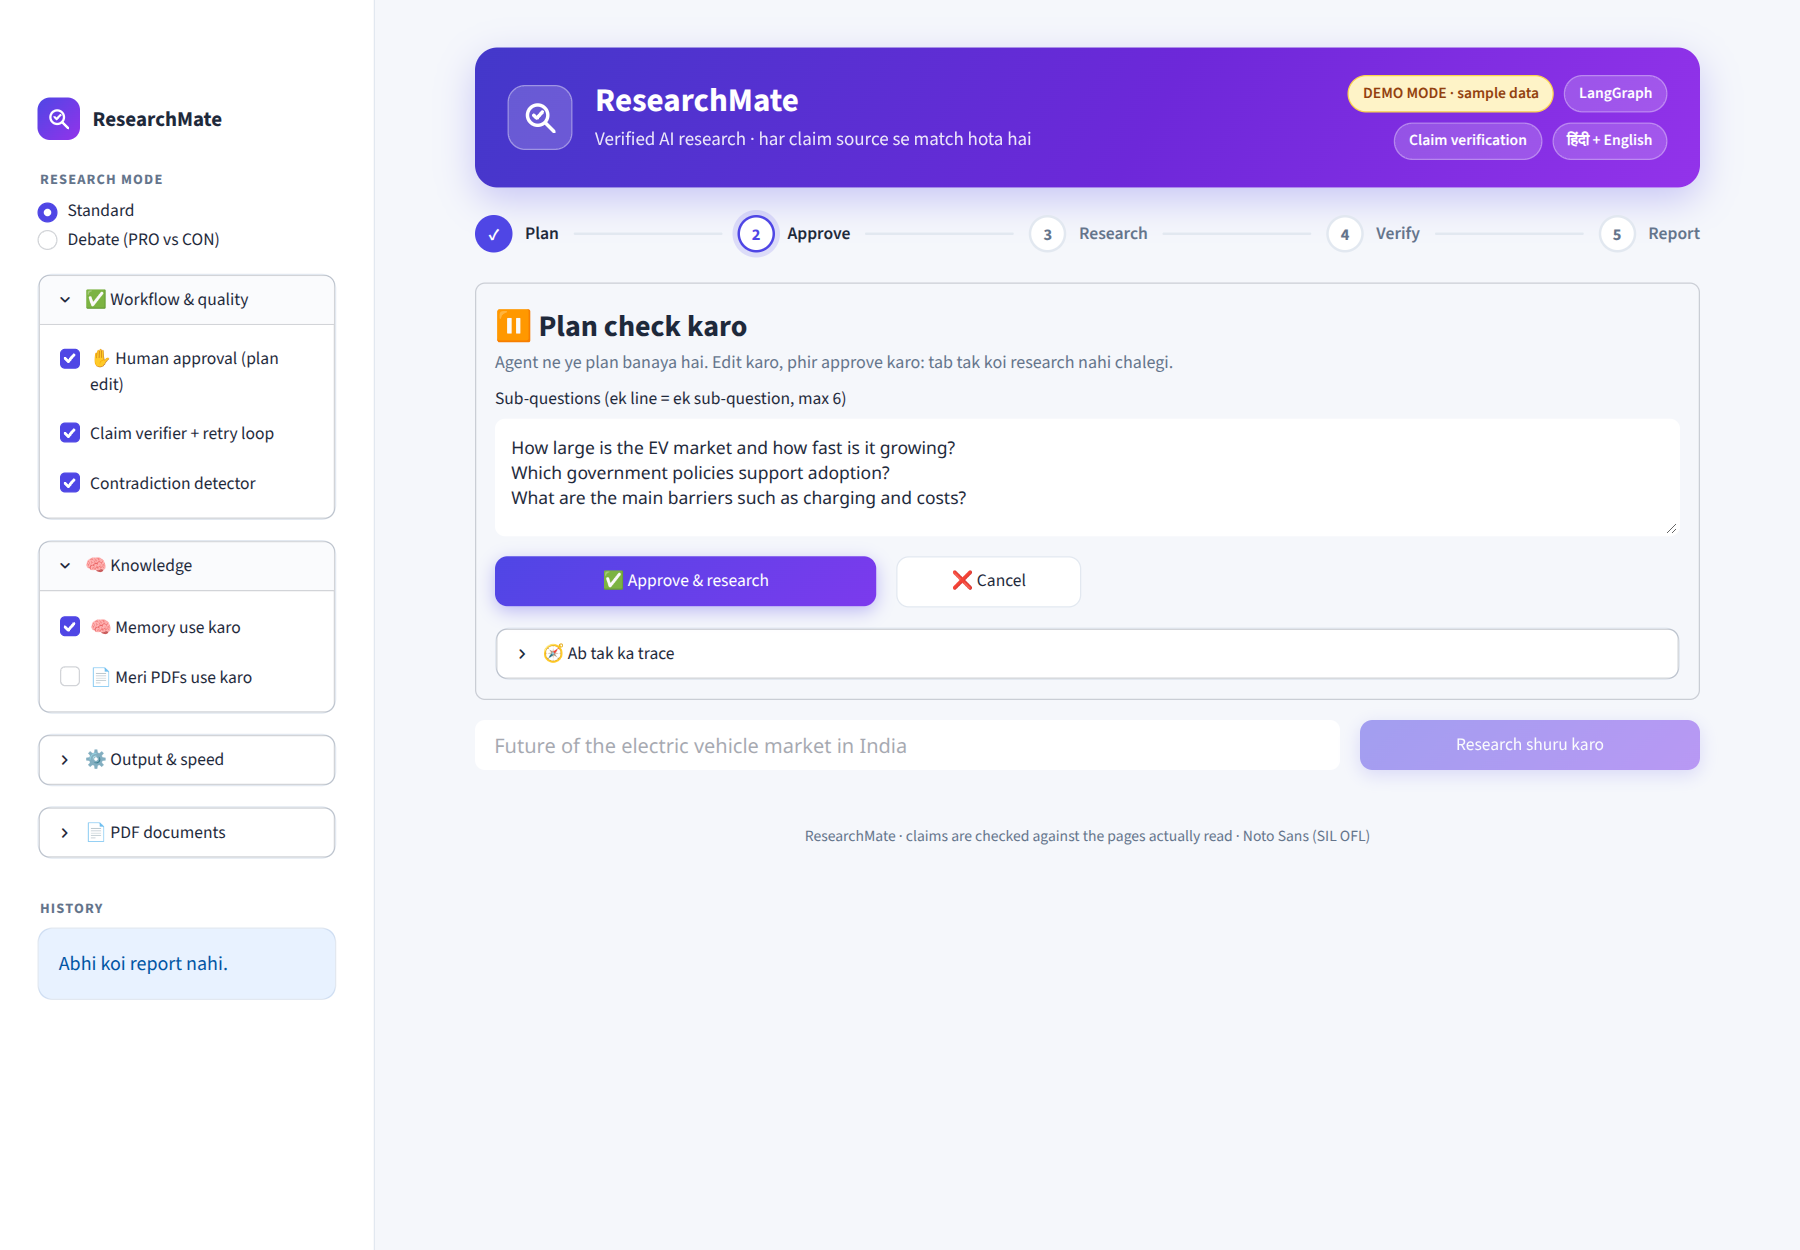 ResearchMate
RESEARCH MODE
Standard
Debate (PRO vs CON)
✅ Workflow & quality
✋ Human approval (plan
edit)
Claim verifier + retry loop
Contradiction detector
🧠 Knowledge
🧠 Memory use karo
📄 Meri PDFs use karo
⚙️ Output & speed
📄 PDF documents
HISTORY
Abhi koi report nahi.
ResearchMate
Verified AI research · har claim source se match hota hai
DEMO MODE · sample data
LangGraph
Claim verification
हिंदी + English
✓ Plan
2 Approve
3 Research
4 Verify
5 Report
⏸️ Plan check karo
Agent ne ye plan banaya hai. Edit karo, phir approve karo: tab tak koi research nahi chalegi.
Sub-questions (ek line = ek sub-question, max 6)
How large is the EV market and how fast is it growing?
Which government policies support adoption?
What are the main barriers such as charging and costs?
✅ Approve & research
❌ Cancel
🧭 Ab tak ka trace
Future of the electric vehicle market in India
Research shuru karo
ResearchMate · claims are checked against the pages actually read · Noto Sans (SIL OFL)